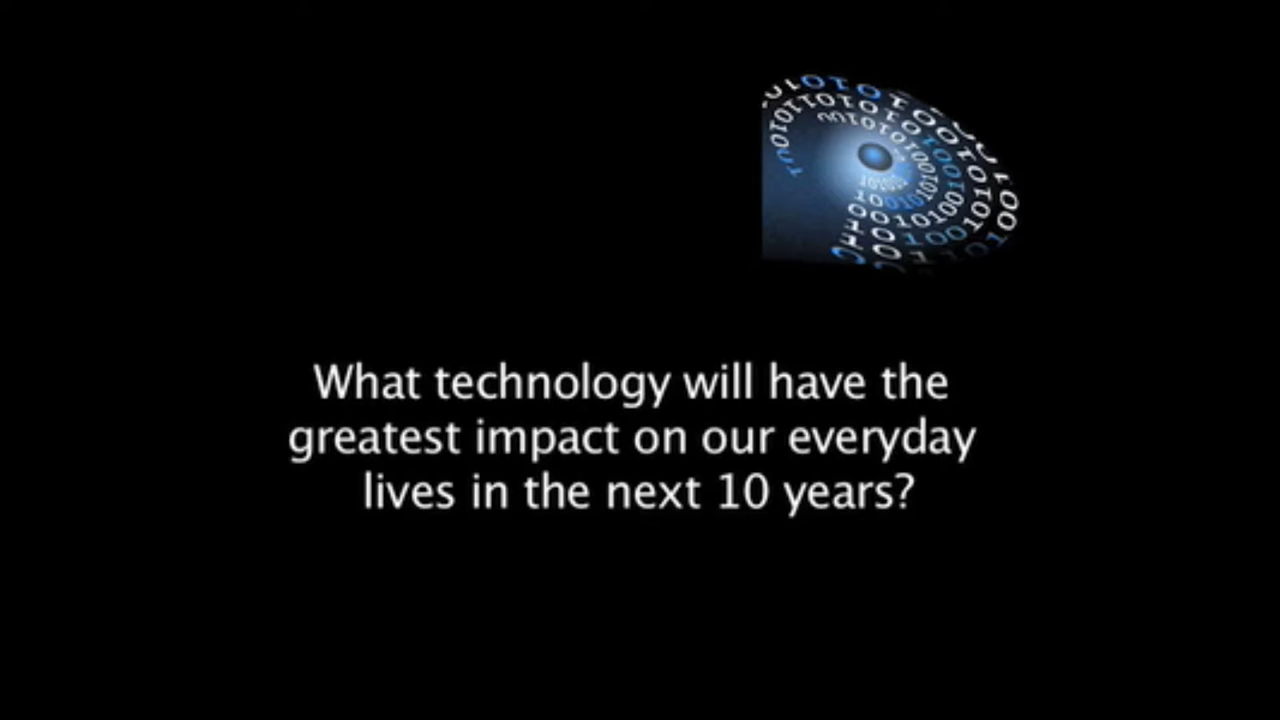 What technology will have the
greatest impact on our everyday
lives in the next 10 years?